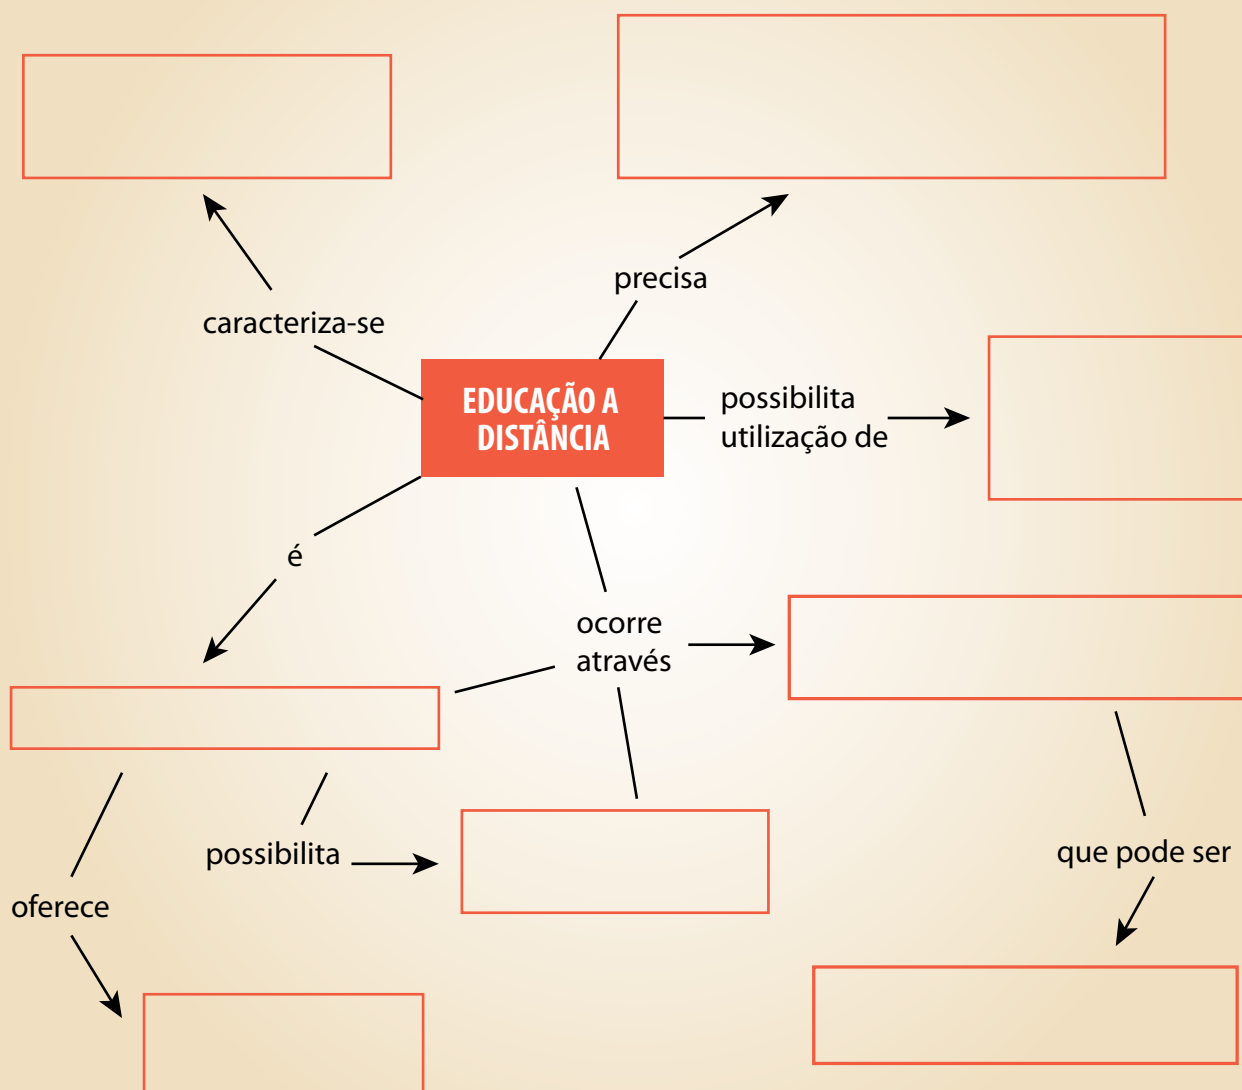 precisa
caracteriza-se
EDUCAÇÃO A
DISTÂNCIA
possibilita
utilização de
é
ocorre
através
possibilita
que pode ser
oferece